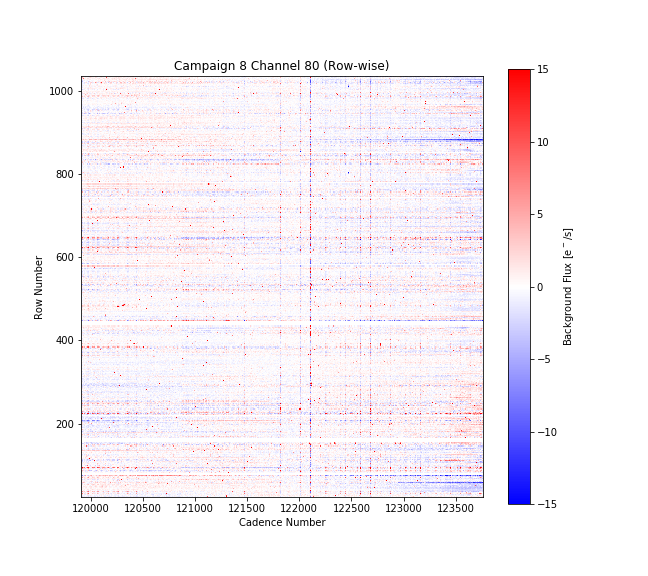 Campaign 8 Channel 80 (Row-wise)
1000
800
600
400
200
Row Number
120000 120500 121000 121500 122000 122500 123000 123500
Cadence Number
15
10
5
0
−5
−10
−15
Background Flux [e⁻/s]